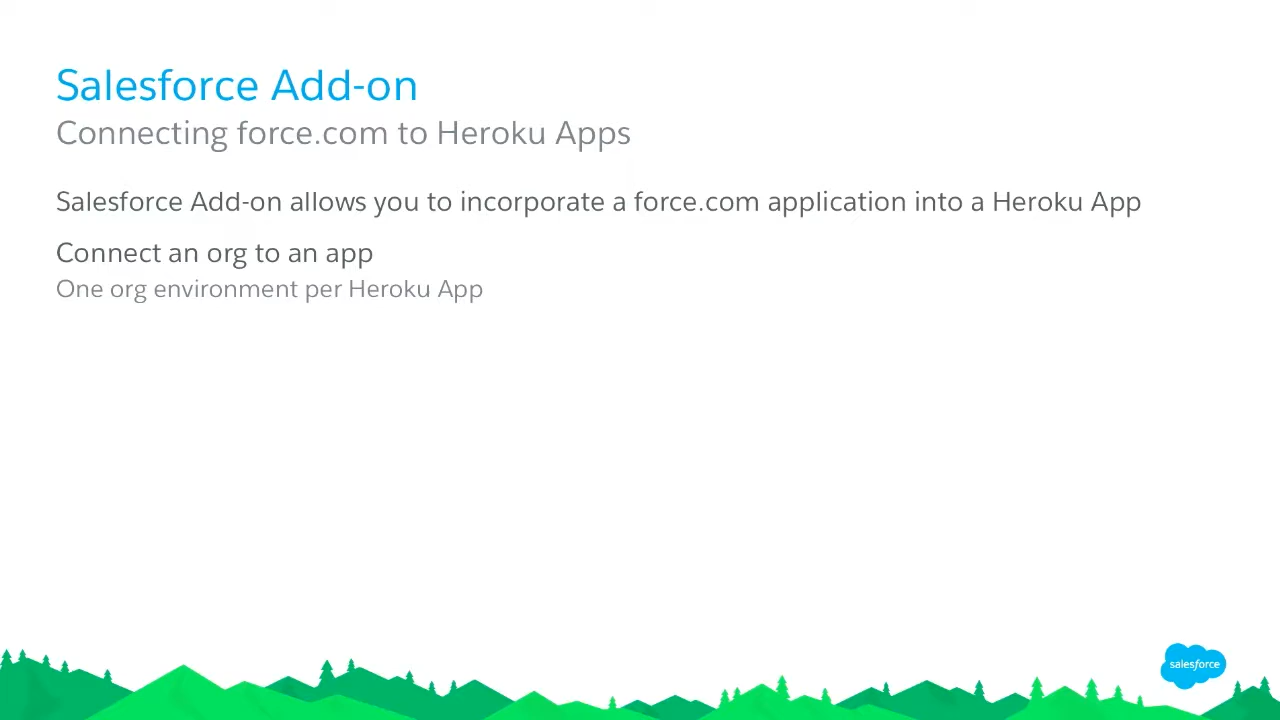 Salesforce Add-on
Connecting force.com to Heroku Apps
Salesforce Add-on allows you to incorporate a force.com application into a Heroku App
Connect an org to an app
One org environment per Heroku App
salesforce